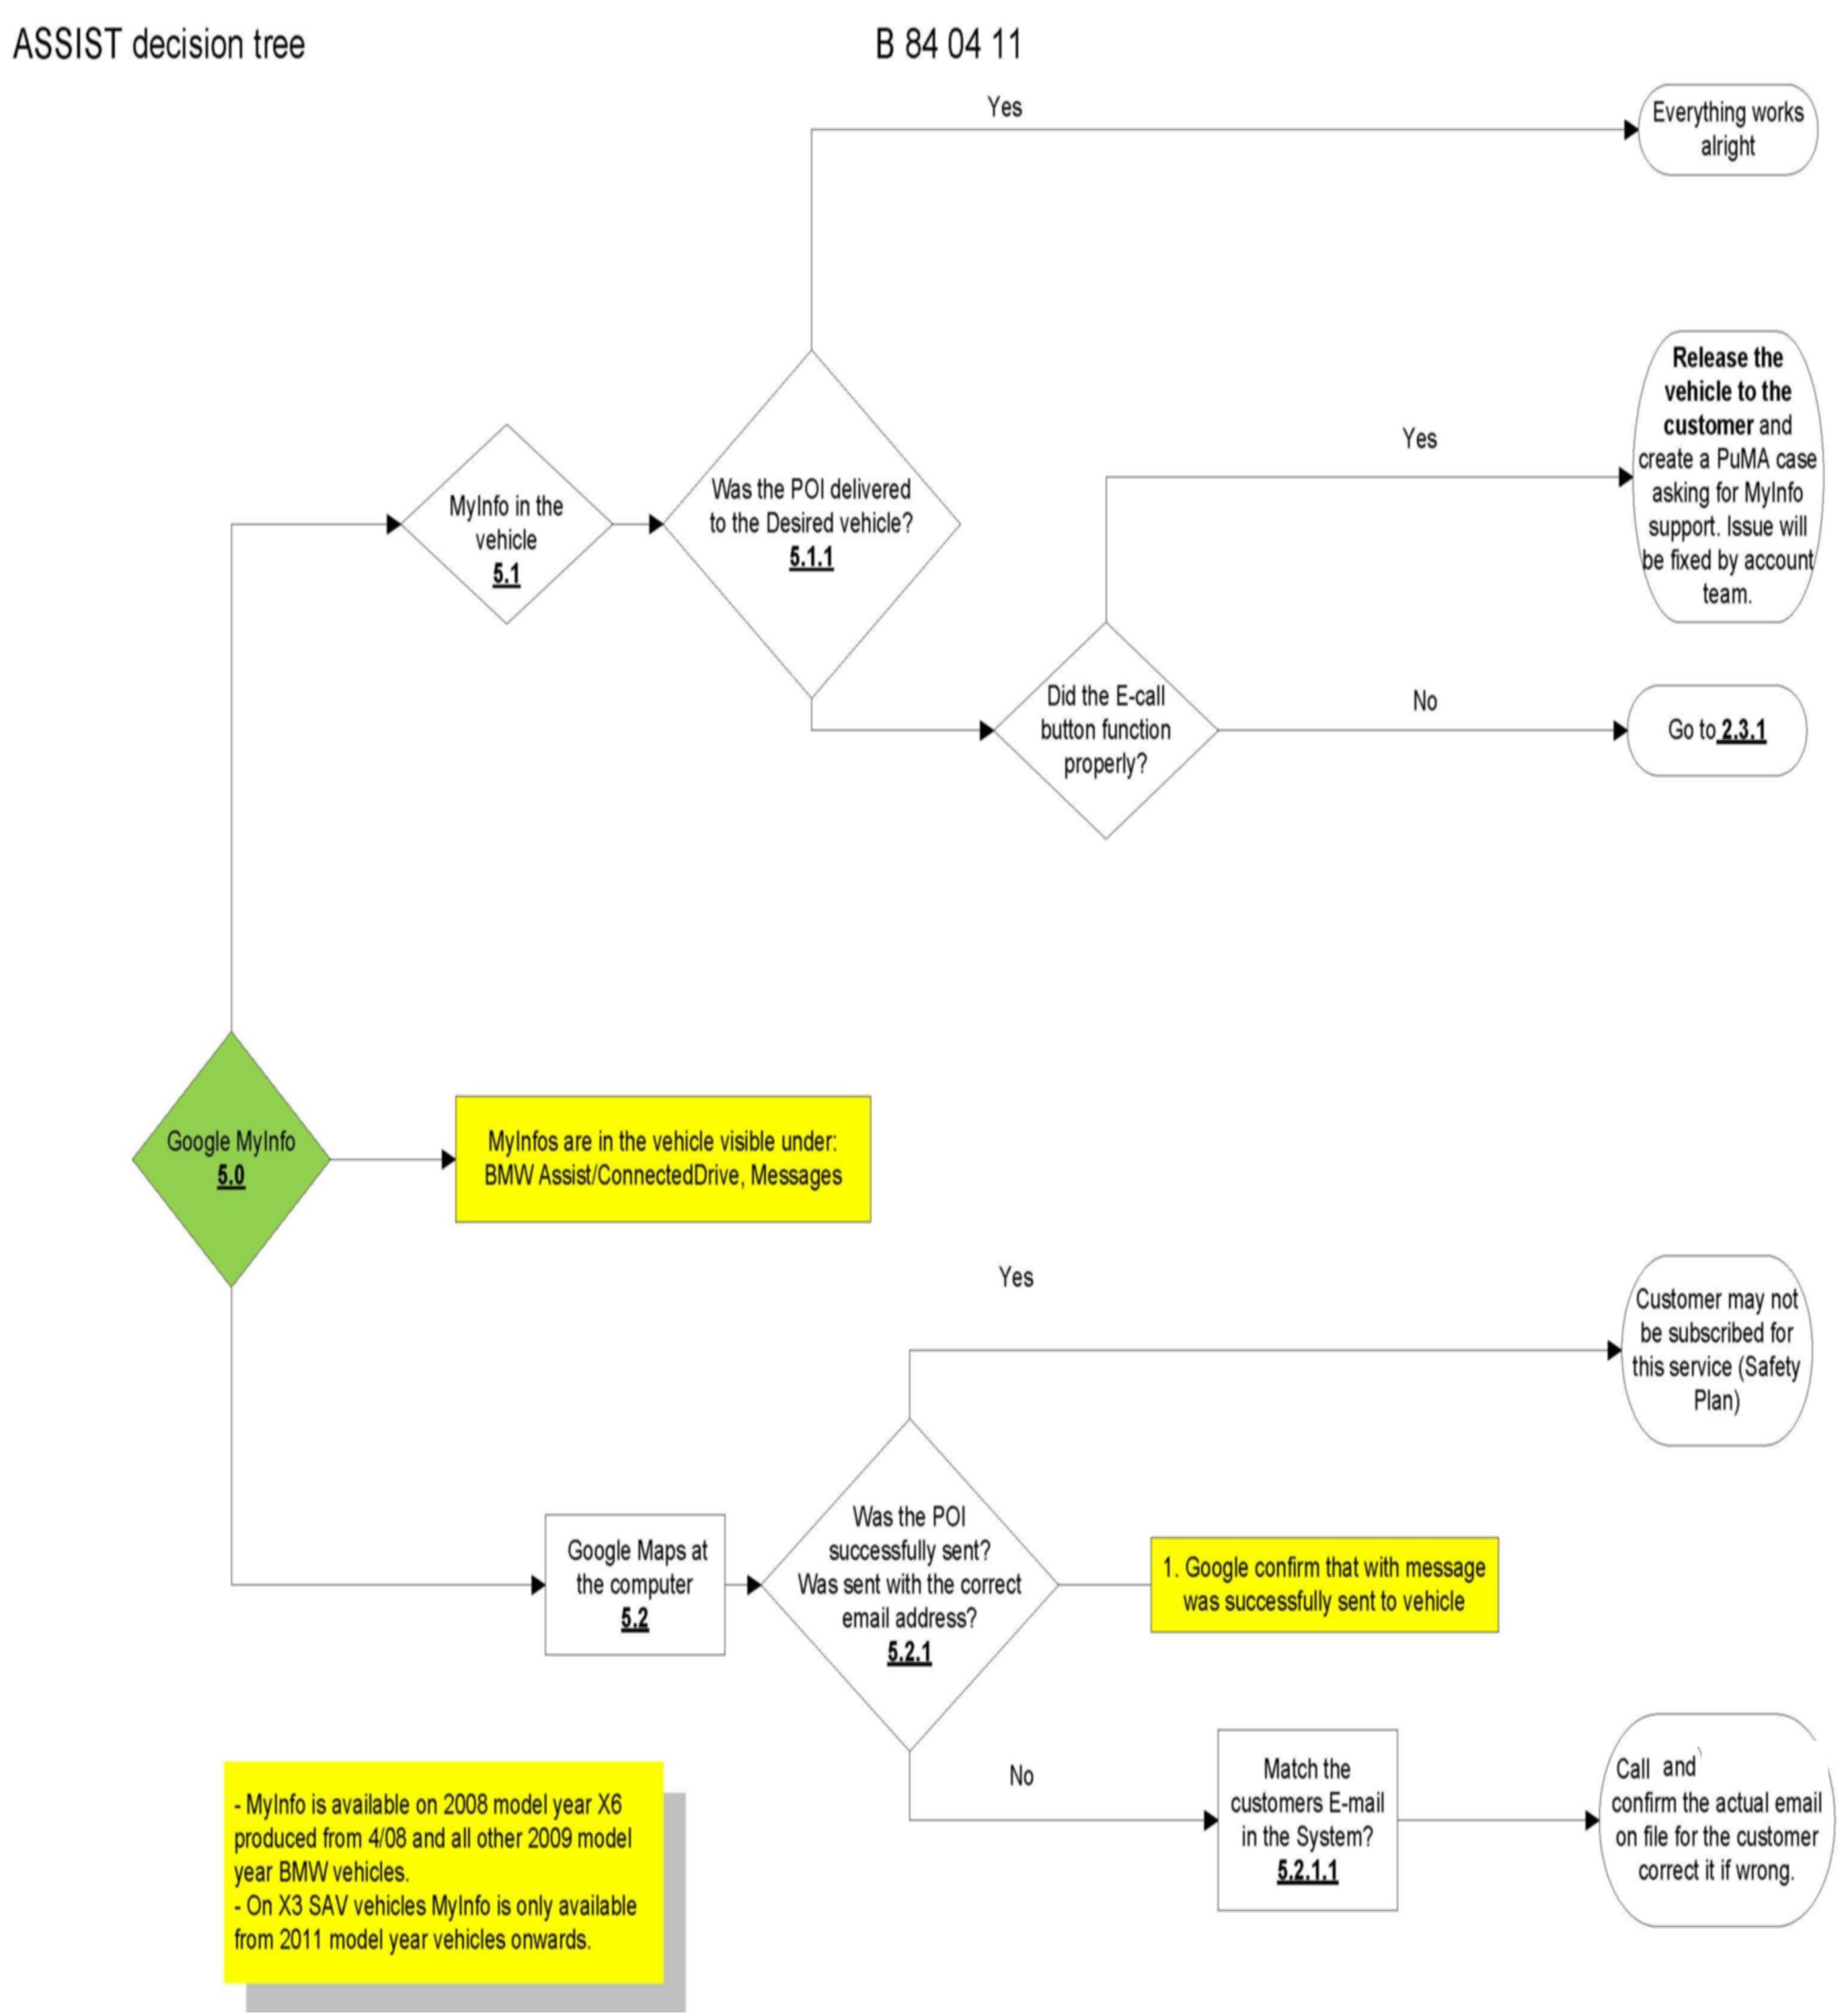 ASSIST decision tree
B 84 04 11
Yes
Everything works
alright
Release the
vehicle to the
customer and
create a PuMA case
asking for MyInfo
support. Issue will
be fixed by account
team.
Yes
MyInfo in the
vehicle
5.1
Was the POI delivered
to the Desired vehicle?
5.1.1
Did the E-call
button function
properly?
No
Go to 2.3.1
Google MyInfo
5.0
MyInfos are in the vehicle visible under:
BMW Assist/ConnectedDrive, Messages
Yes
Customer may not
be subscribed for
this service (Safety
Plan)
Google Maps at
the computer
5.2
Was the POI
successfully sent?
Was sent with the correct
email address?
5.2.1
1. Google confirm that with message
was successfully sent to vehicle
No
Match the
customers E-mail
in the System?
5.2.1.1
Call and
confirm the actual email
on file for the customer
correct it if wrong.
- MyInfo is available on 2008 model year X6
produced from 4/08 and all other 2009 model
year BMW vehicles.
- On X3 SAV vehicles MyInfo is only available
from 2011 model year vehicles onwards.